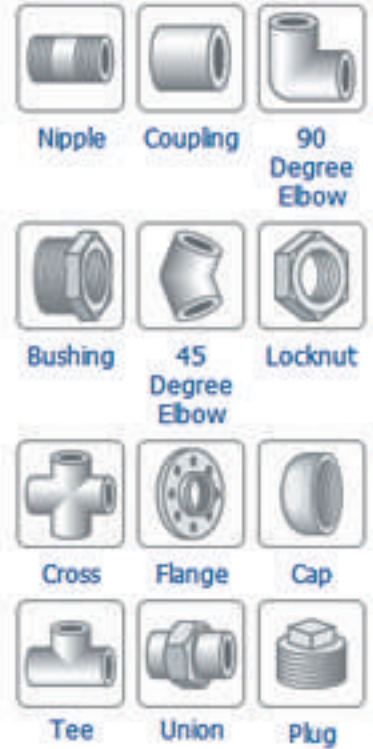 Nipple
Coupling
90
Degree
Elbow
Bushing
45
Degree
Elbow
Locknut
Cross
Flange
Cap
Tee
Union
Plug